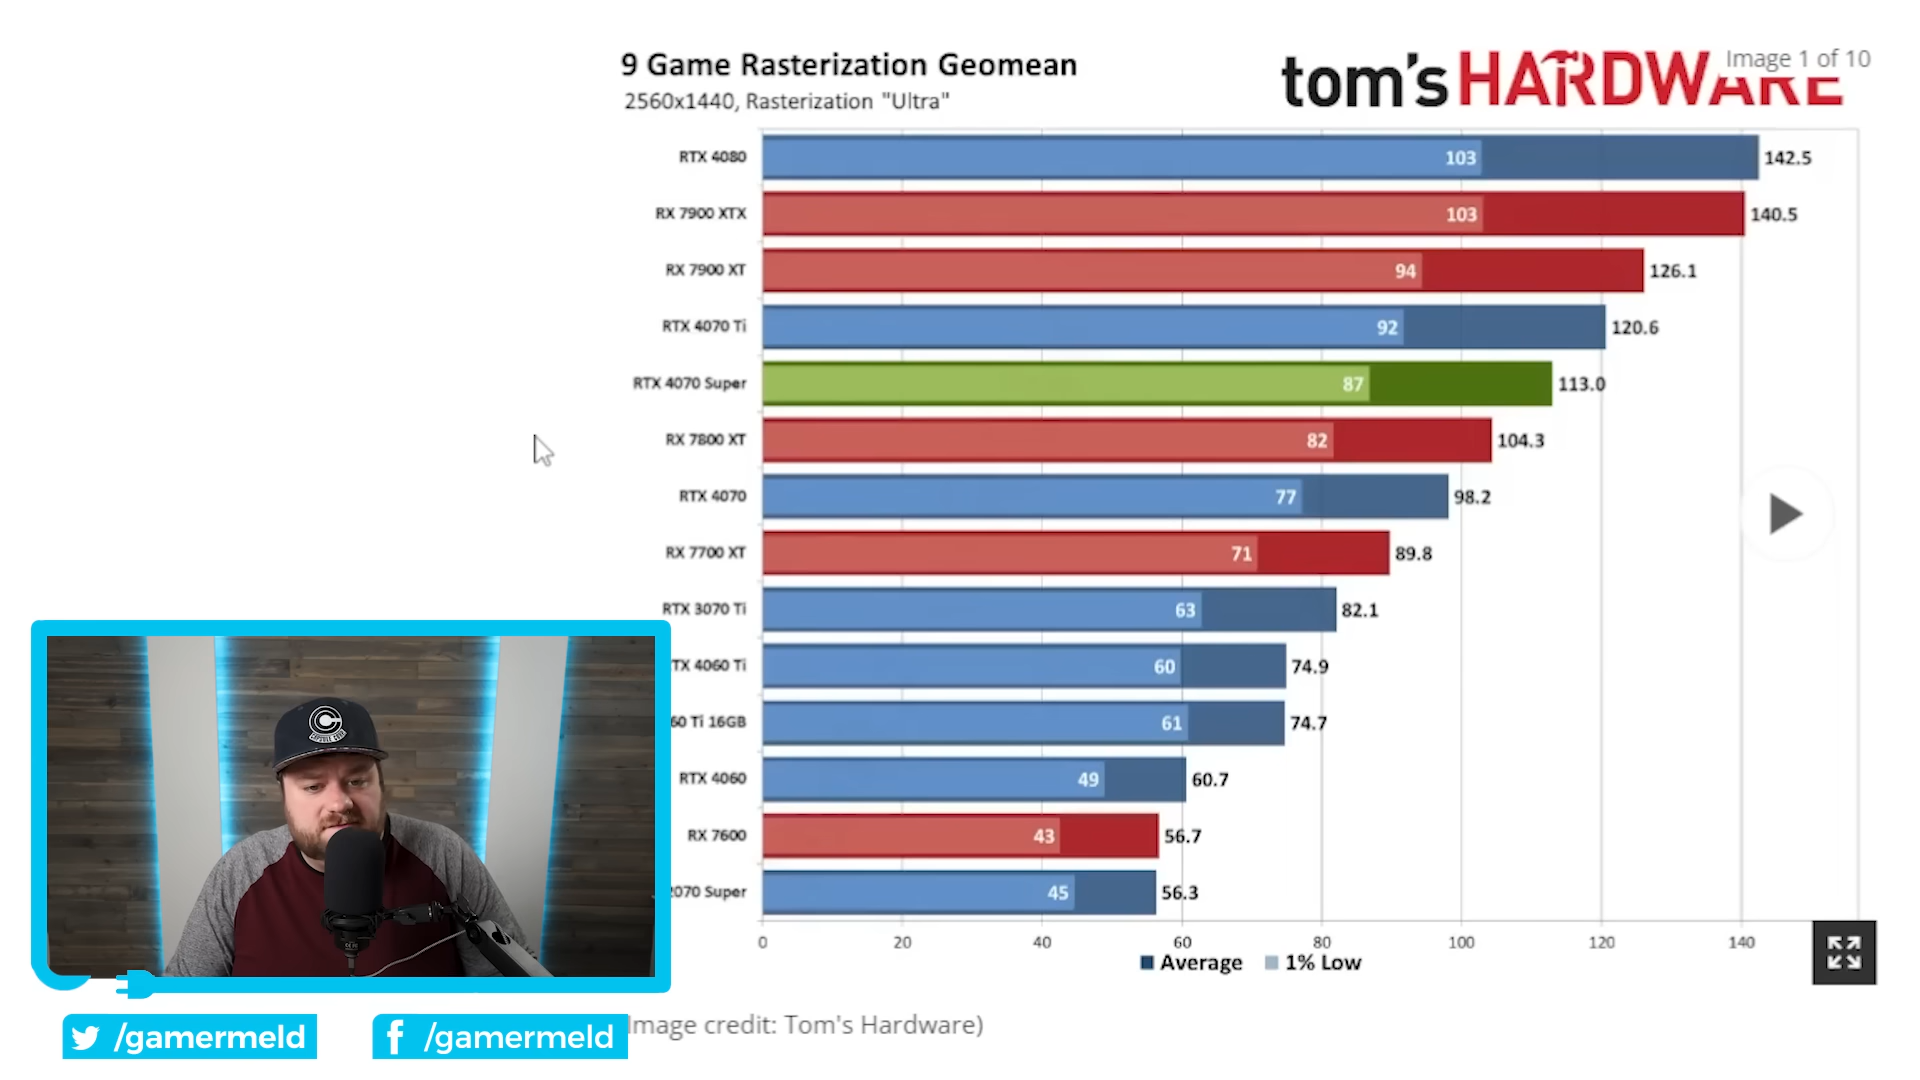 9 Game Rasterization Geomean
2560x1440, Rasterization "Ultra"
tom's HARDWARE
Image 1 of 10
RTX 4080 103 142.5
RX 7900 XTX 103 140.5
RX 7900 XT 94 126.1
RTX 4070 Ti 92 120.6
RTX 4070 Super 87 113.0
RX 7800 XT 82 104.3
RTX 4070 77 98.2
RX 7700 XT 71 89.8
RTX 3070 Ti 63 82.1
TX 4060 Ti 60 74.9
60 Ti 16GB 61 74.7
RTX 4060 49 60.7
RX 7600 43 56.7
2070 Super 45 56.3
0 20 40 60 80 100 120 140
Average 1% Low
Image credit: Tom's Hardware)
CAPSULE CORP
/gamermeld
/gamermeld